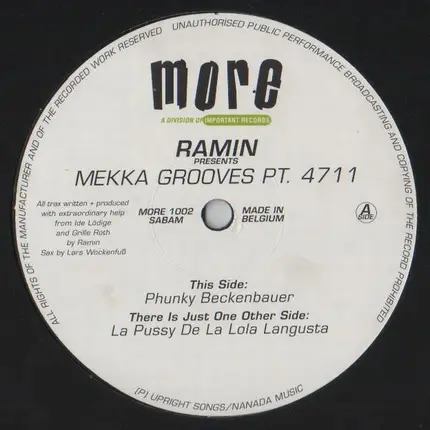 ALL RIGHTS OF THE MANUFACTURER AND OF THE RECORDED WORK RESERVED
UNAUTHORISED PUBLIC PERFORMANCE BROADCASTING AND COPYING OF THE RECORD PROHIBITED
more
A DIVISION OF IMPORTANT RECORDS
RAMIN
PRESENTS
MEKKA GROOVES PT. 4711
All trax written + produced
with extraordinary help
from Ide Lödige
and Grille Roth
by Ramin
Sax by Lars Wockenfuß
MORE 1002
SABAM
MADE IN
BELGIUM
A
SIDE
This Side:
Phunky Beckenbauer
There Is Just One Other Side:
La Pussy De La Lola Langusta
(P) UPRIGHT SONGS/NANADA MUSIC